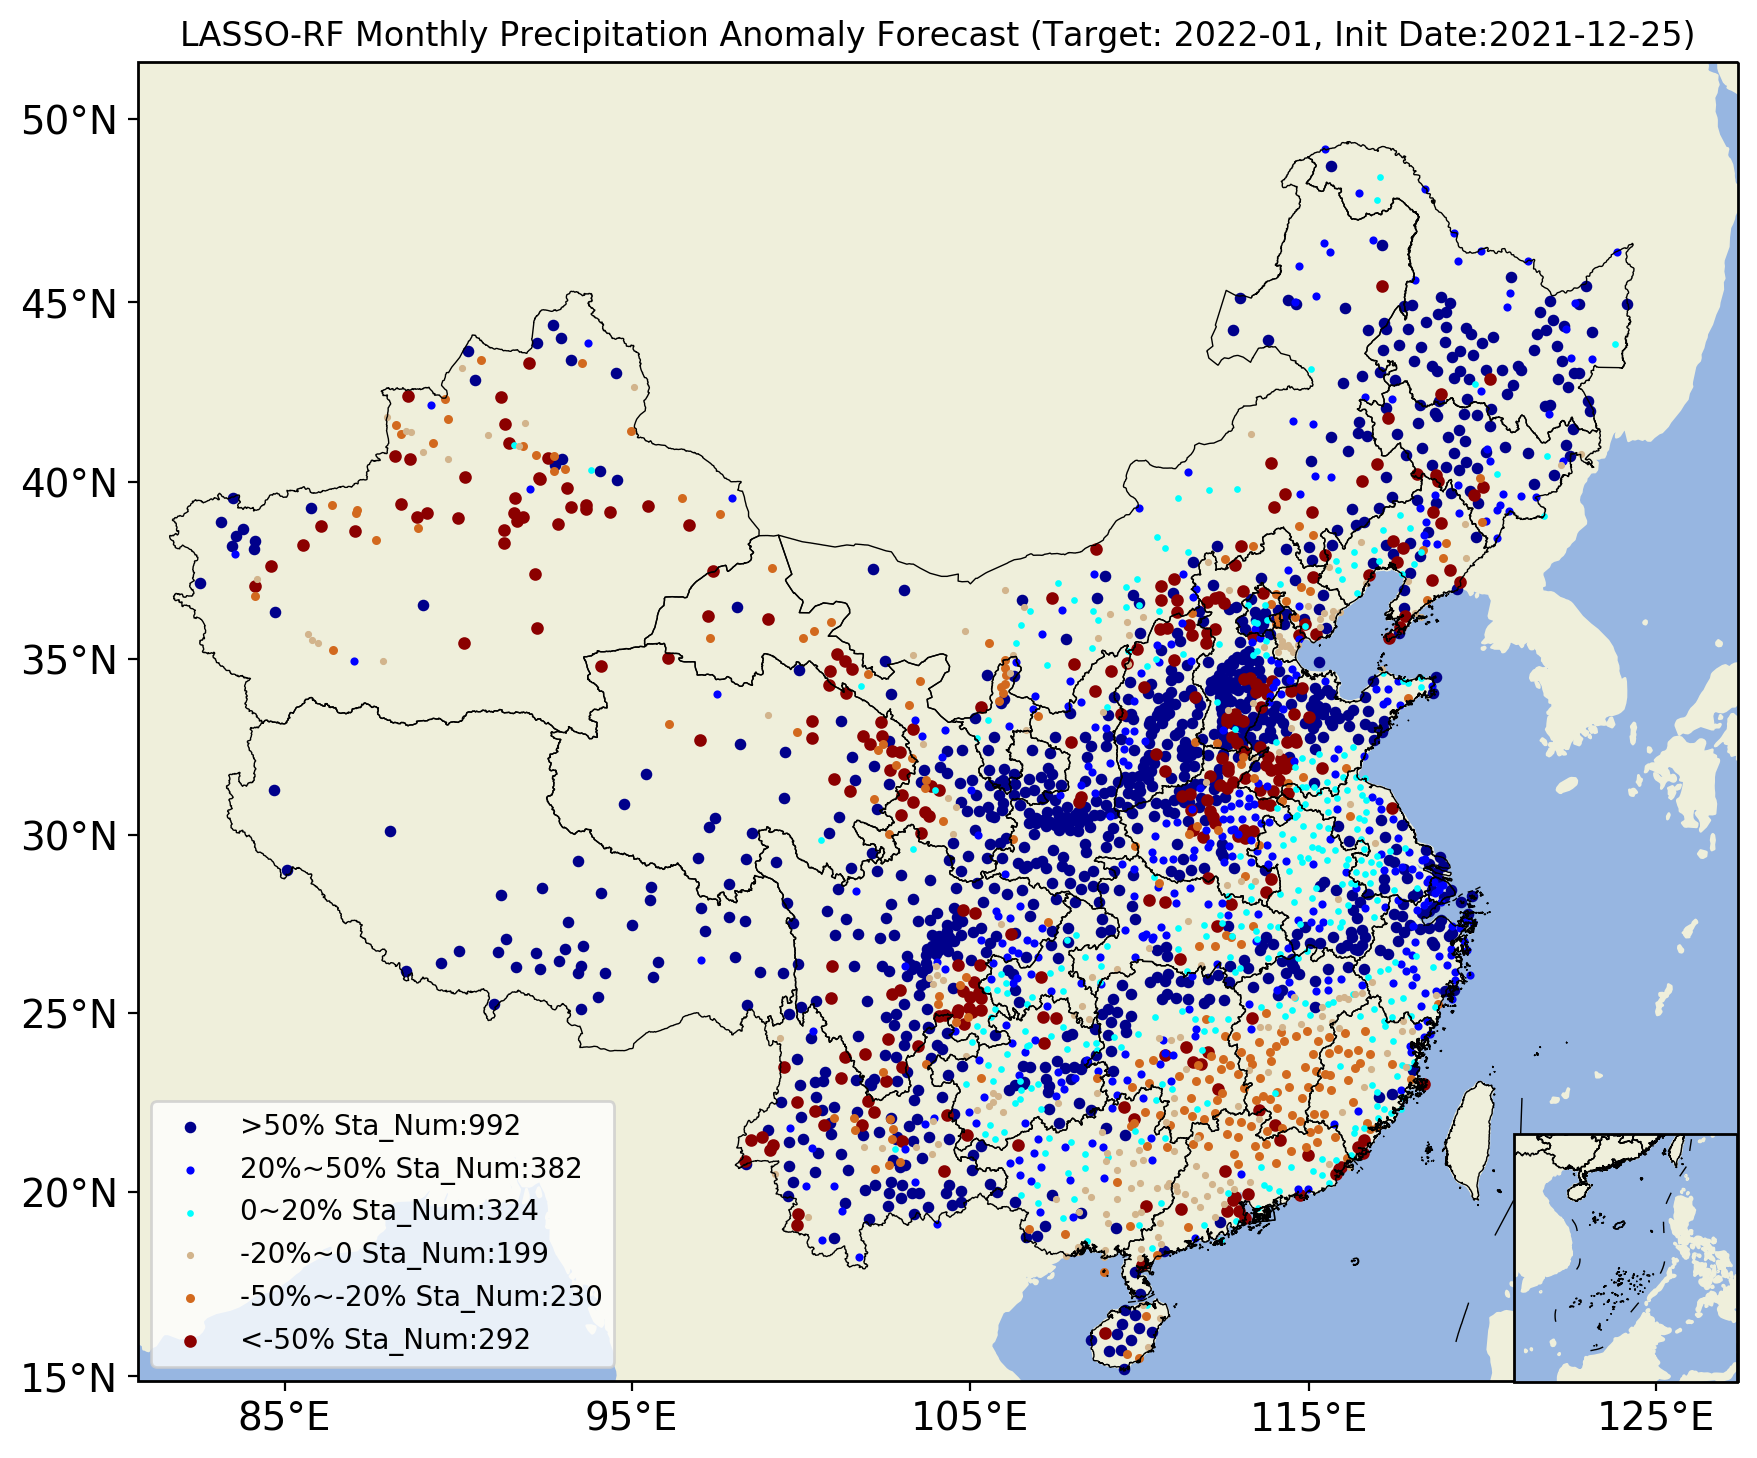 LASSO-RF Monthly Precipitation Anomaly Forecast (Target: 2022-01, Init Date:2021-12-25)
50°N
45°N
40°N
35°N
30°N
25°N
20°N
15°N
>50% Sta_Num:992
20%~50% Sta_Num:382
0~20% Sta_Num:324
-20%~0 Sta_Num:199
-50%~-20% Sta_Num:230
<-50% Sta_Num:292
85°E
95°E
105°E
115°E
125°E